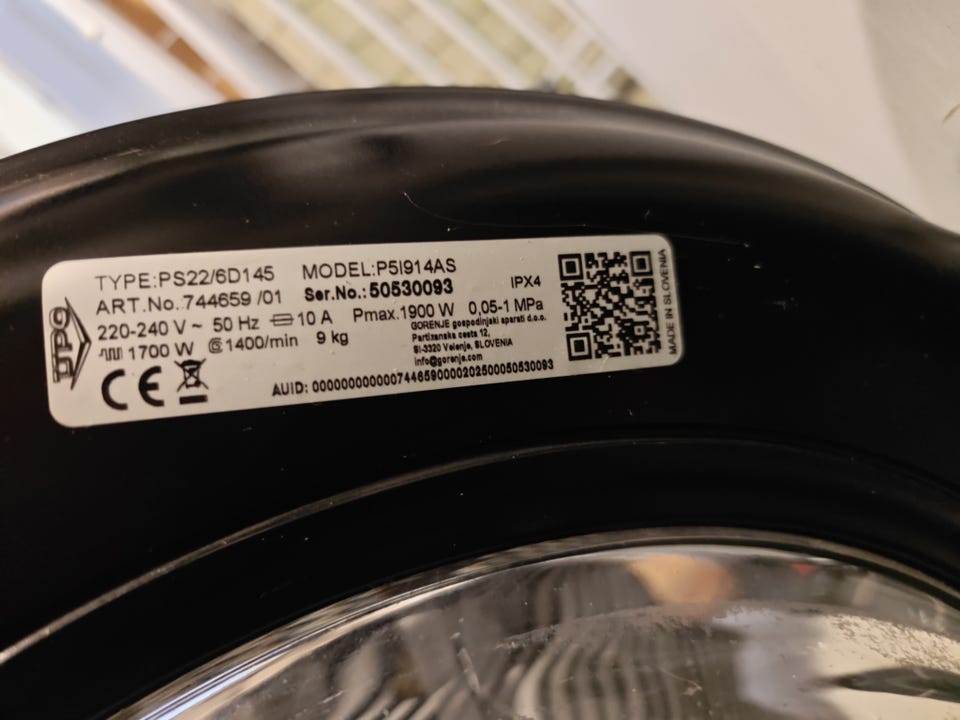 TYPE:PS22/6D145 MODEL:P5I914AS
ART.No.:744659 /01 Ser.No.: 50530093 IPX4
220-240 V ~ 50 Hz 10 A Pmax.1900 W 0,05-1 MPa
1700 W 1400/min 9 kg
GORENJE gospodinjski aparati d.o.o.
Partizanska cesta 12,
SI-3320 Velenje, SLOVENIA
info@gorenje.com
CE
AUID: 0000000000007446590000202500050530093
MADE IN SLOVENIA